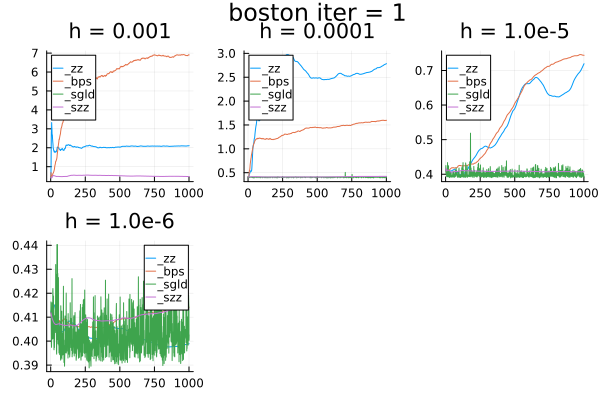 boston iter = 1
h = 0.001
h = 0.0001
h = 1.0e-5
7
6
5
4
3
2
1
_zz
_bps
_sgld
_szz
0 250 500 750 1000
3.0
2.5
2.0
1.5
1.0
0.5
_zz
_bps
_sgld
_szz
0 250 500 750 1000
0.7
0.6
0.5
0.4
_zz
_bps
_sgld
_szz
0 250 500 750 1000
h = 1.0e-6
0.44
0.43
0.42
0.41
0.40
0.39
_zz
_bps
_sgld
_szz
0 250 500 750 1000